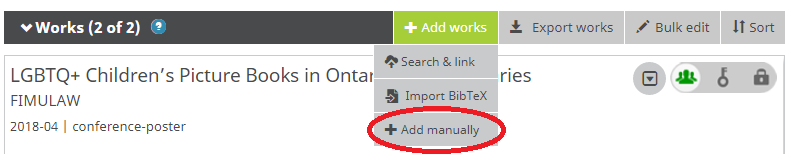 Works (2 of 2) ? + Add works Export works Bulk edit Sort
Search & link
LGBTQ+ Children's Picture Books in Ontar ries
Import BibTeX
FIMULAW
+ Add manually
2018-04 | conference-poster